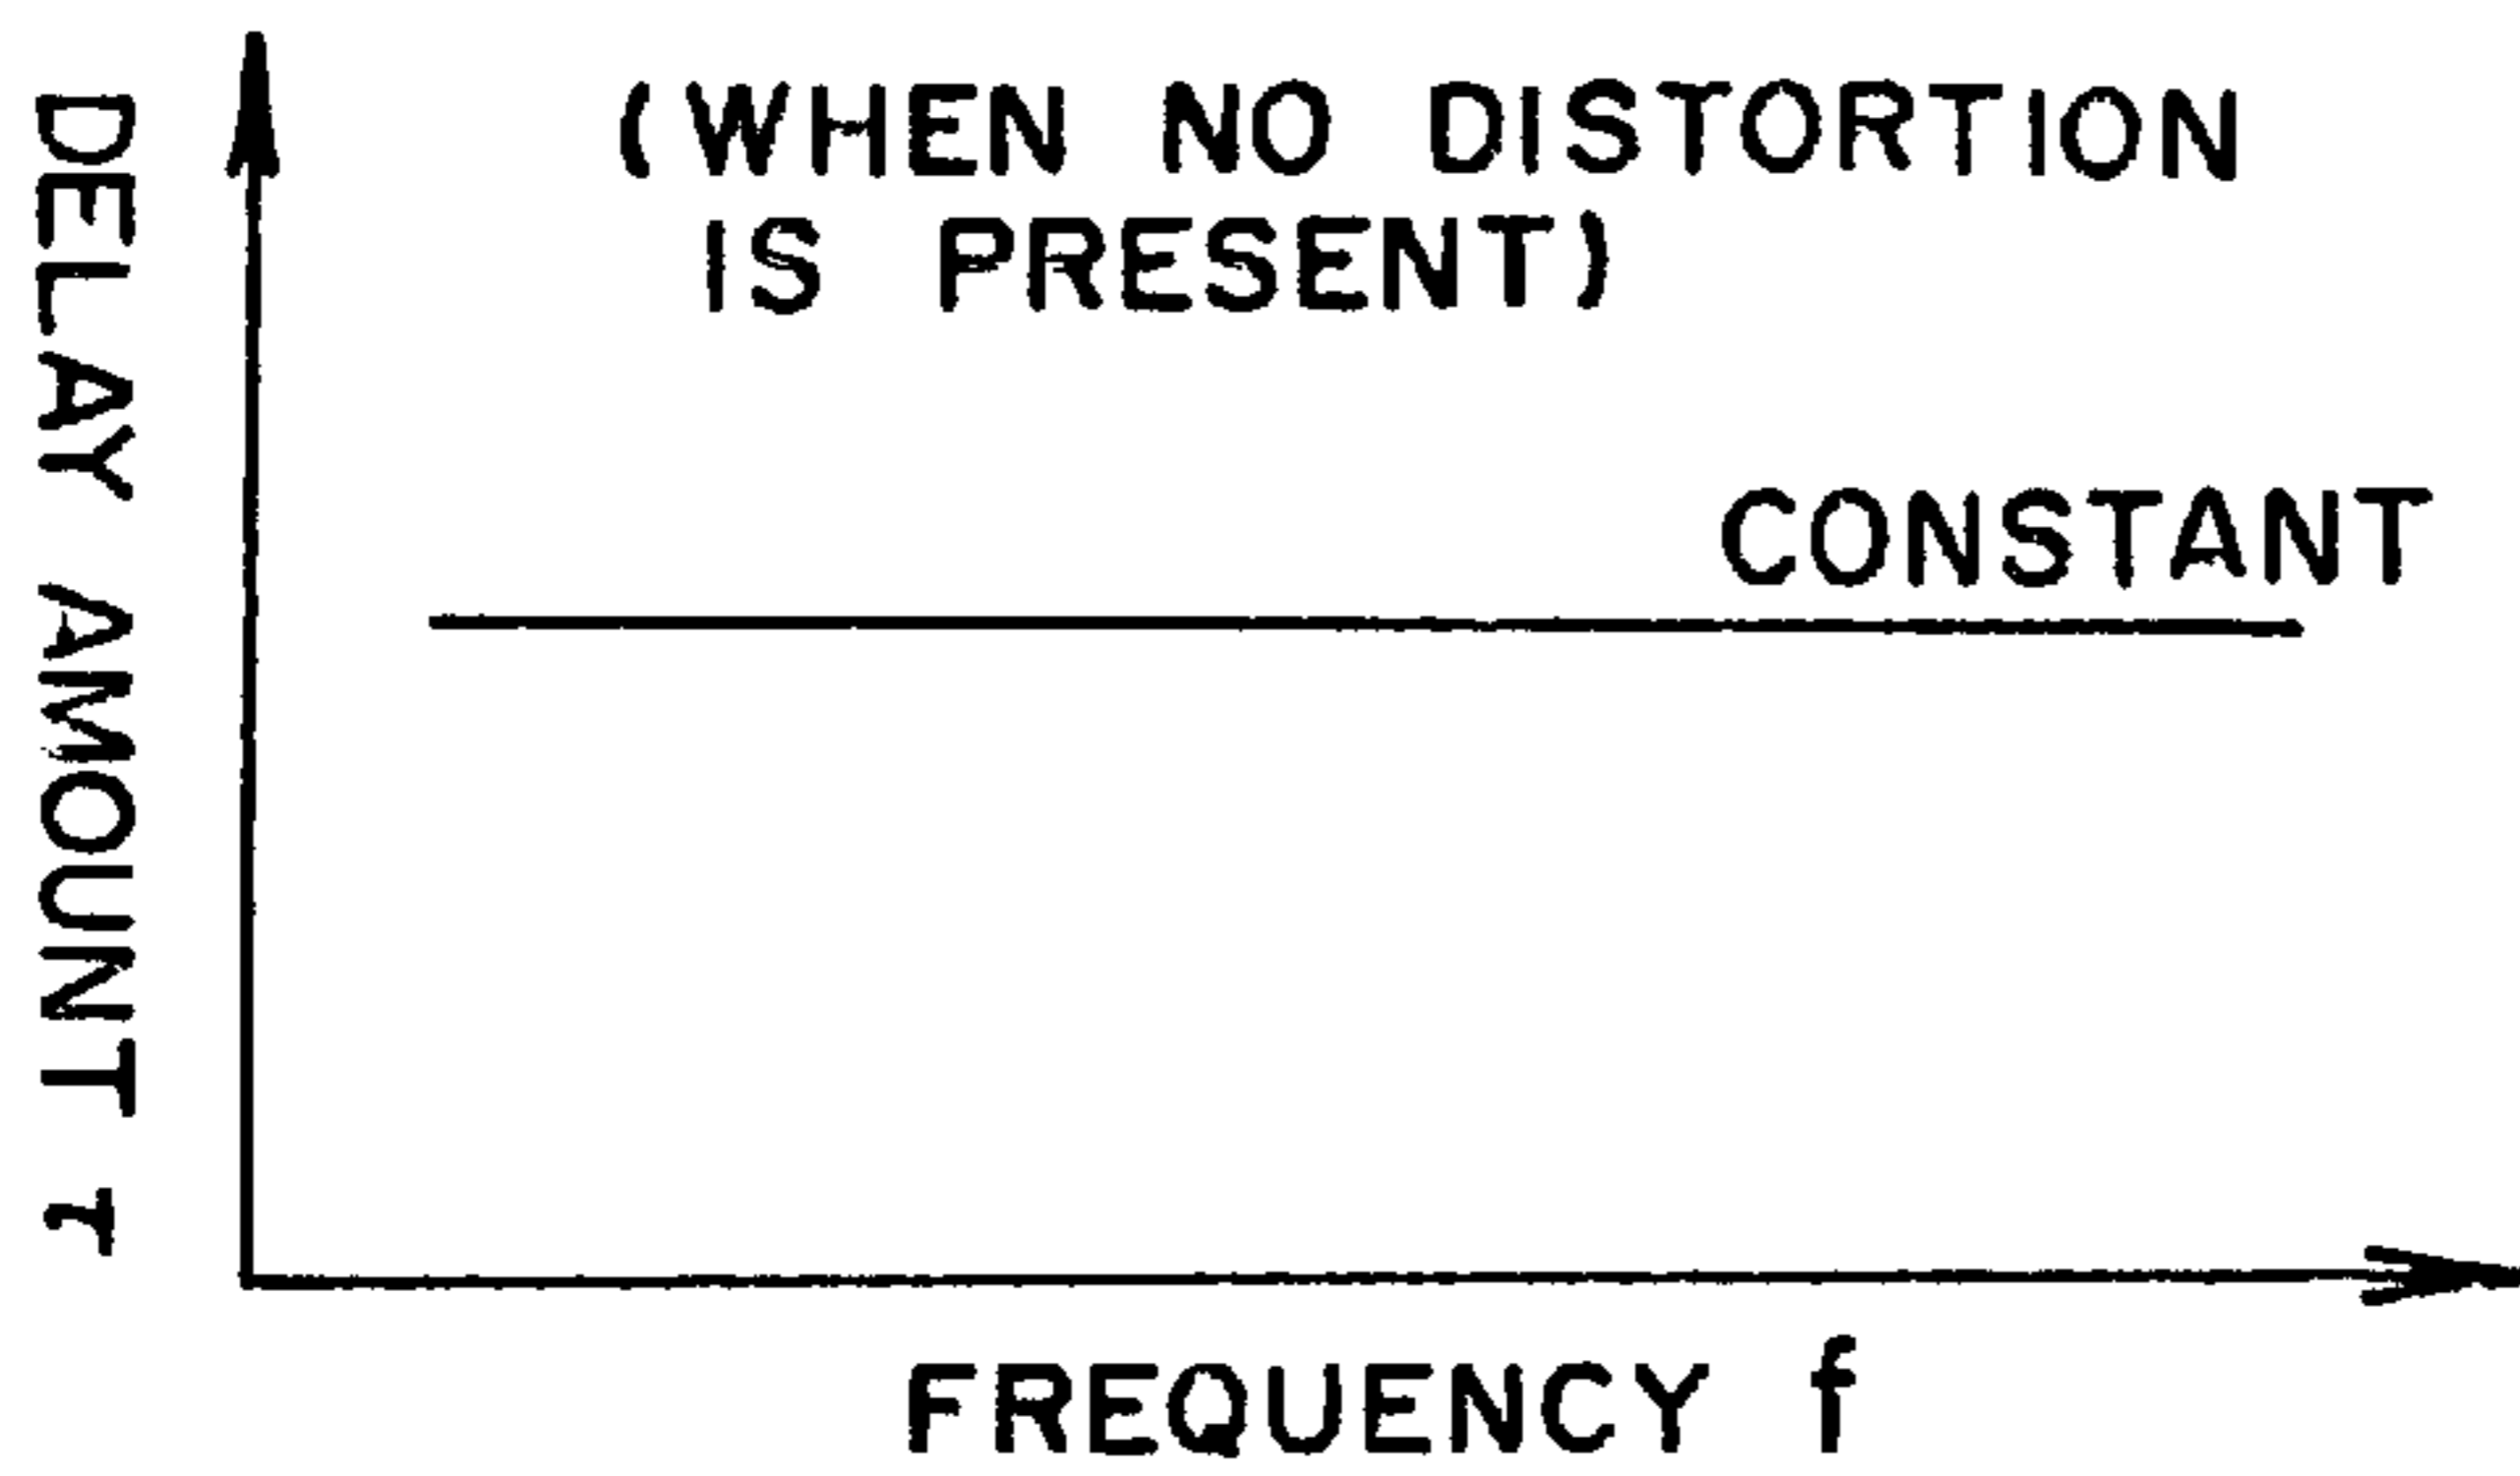 (WHEN NO DISTORTION
IS PRESENT)
DELAY AMOUNT τ
CONSTANT
FREQUENCY f